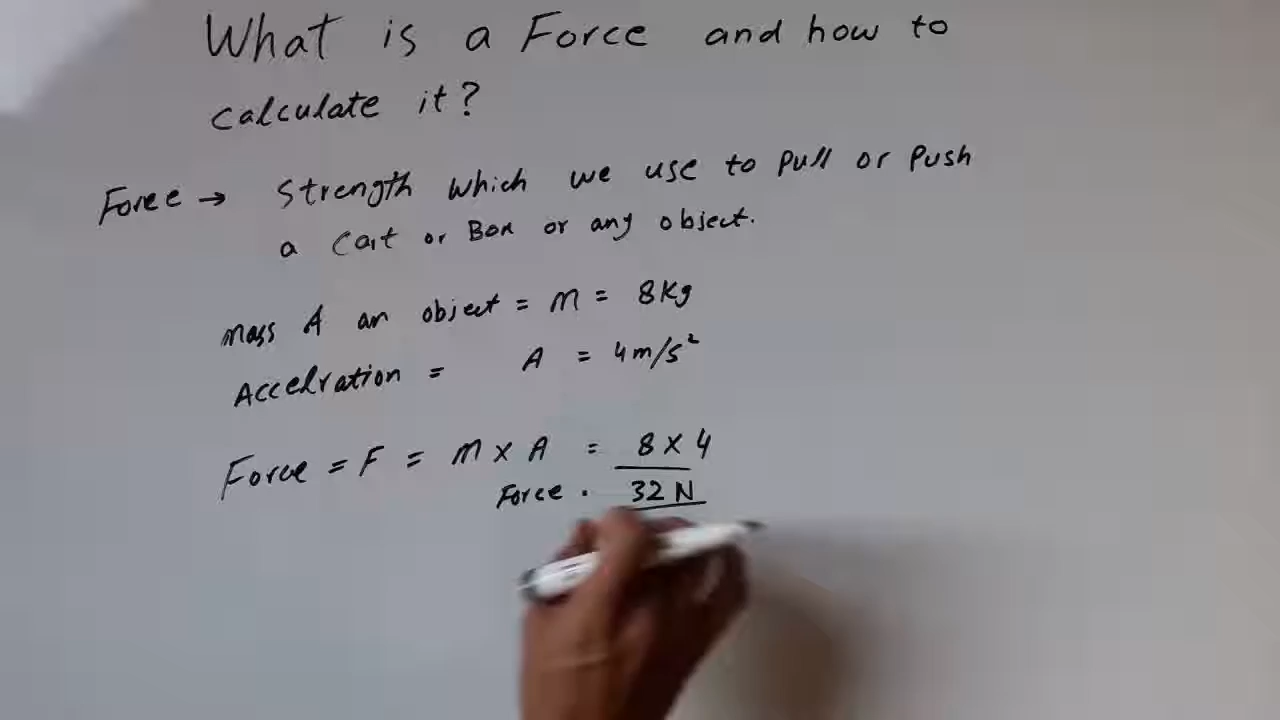 What is a Force and how to
calculate it?
Force → Strength which we use to pull or push
a Cart or Box or any object.
Mass A an object = M = 8Kg
Accelration = A = 4m/s²
Force = F = M x A = 8 x 4
Force . 32 N